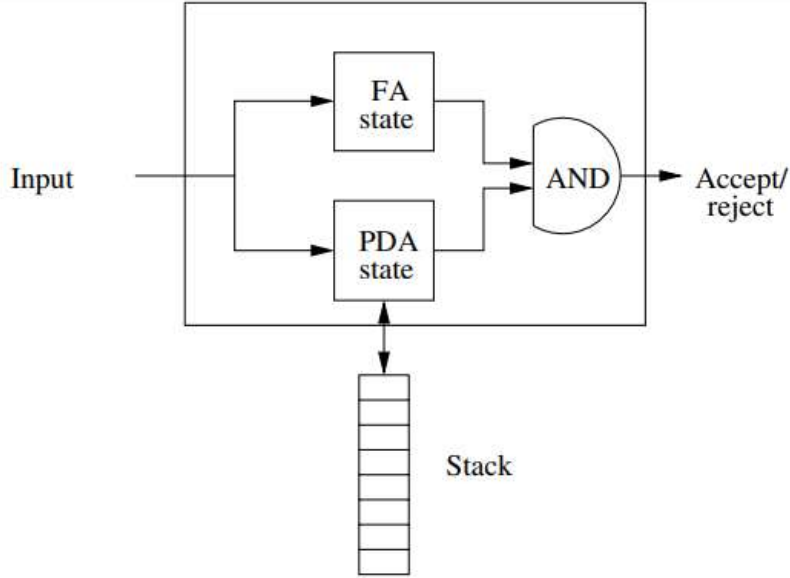 FA
state
Input
AND
Accept/
reject
PDA
state
Stack